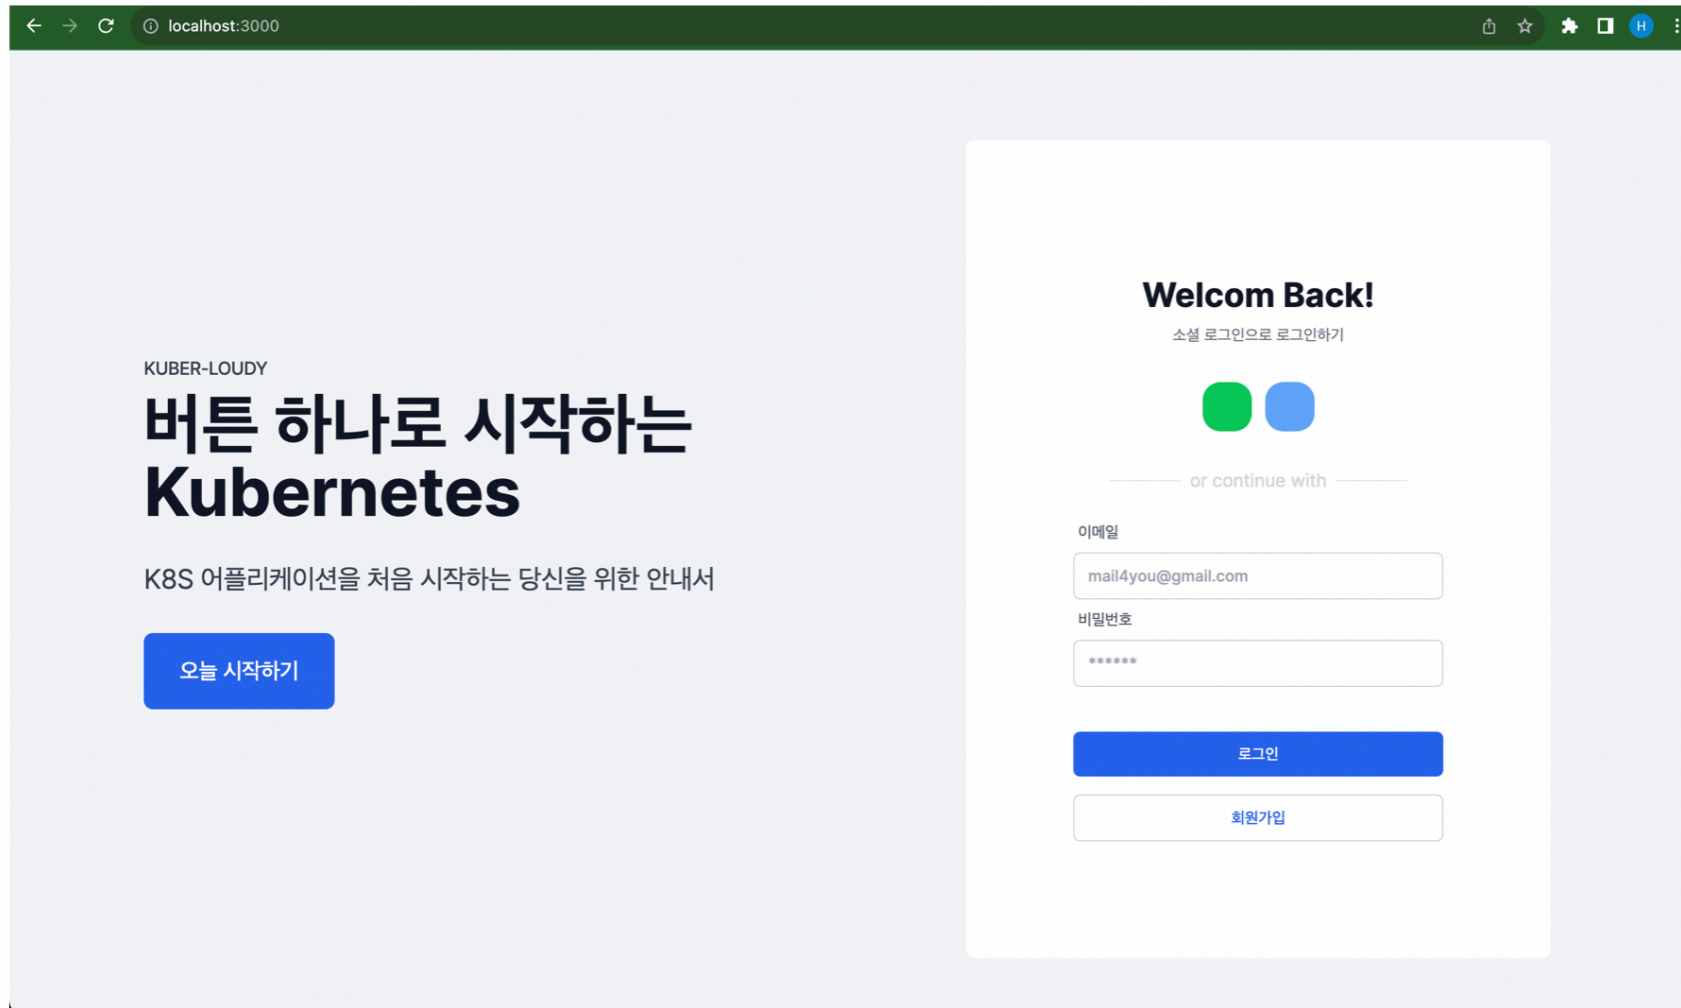 localhost:3000
H
KUBER-LOUDY
버튼 하나로 시작하는
Kubernetes
K8S 어플리케이션을 처음 시작하는 당신을 위한 안내서
오늘 시작하기
Welcom Back!
소셜 로그인으로 로그인하기
or continue with
이메일
mail4you@gmail.com
비밀번호
******
로그인
회원가입